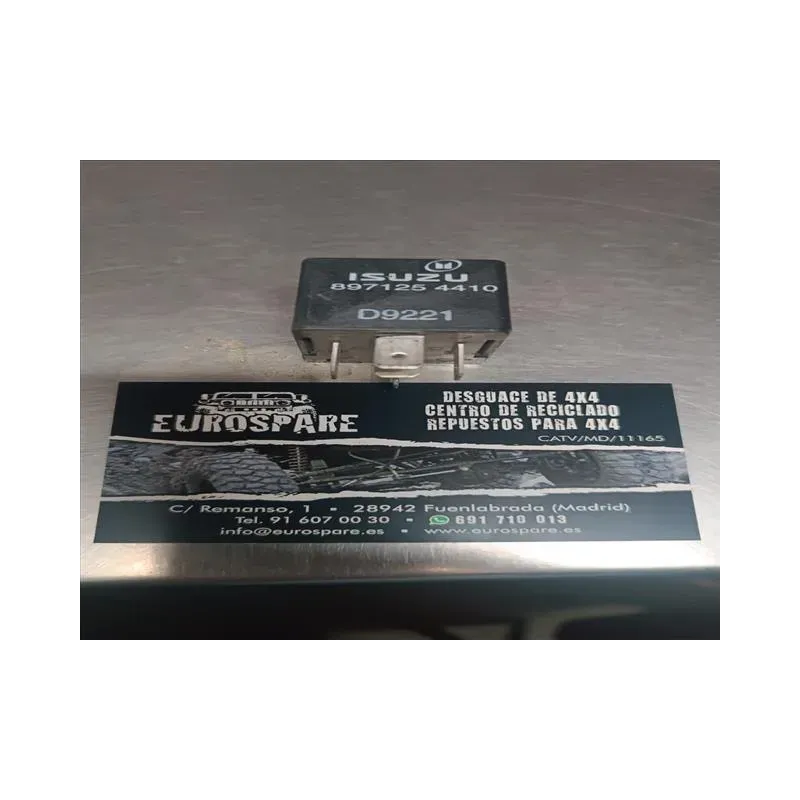 ISUZU
897125 4410
D9221
EUROSPARE
DESGUACE DE 4X4
CENTRO DE RECICLADO
REPUESTOS PARA 4X4
CATV/MD/11165
C/ Remanso, 1 • 28942 Fuenlabrada (Madrid)
Tel. 91 607 00 30 • 691 710 013
info@eurospare.es • www.eurospare.es